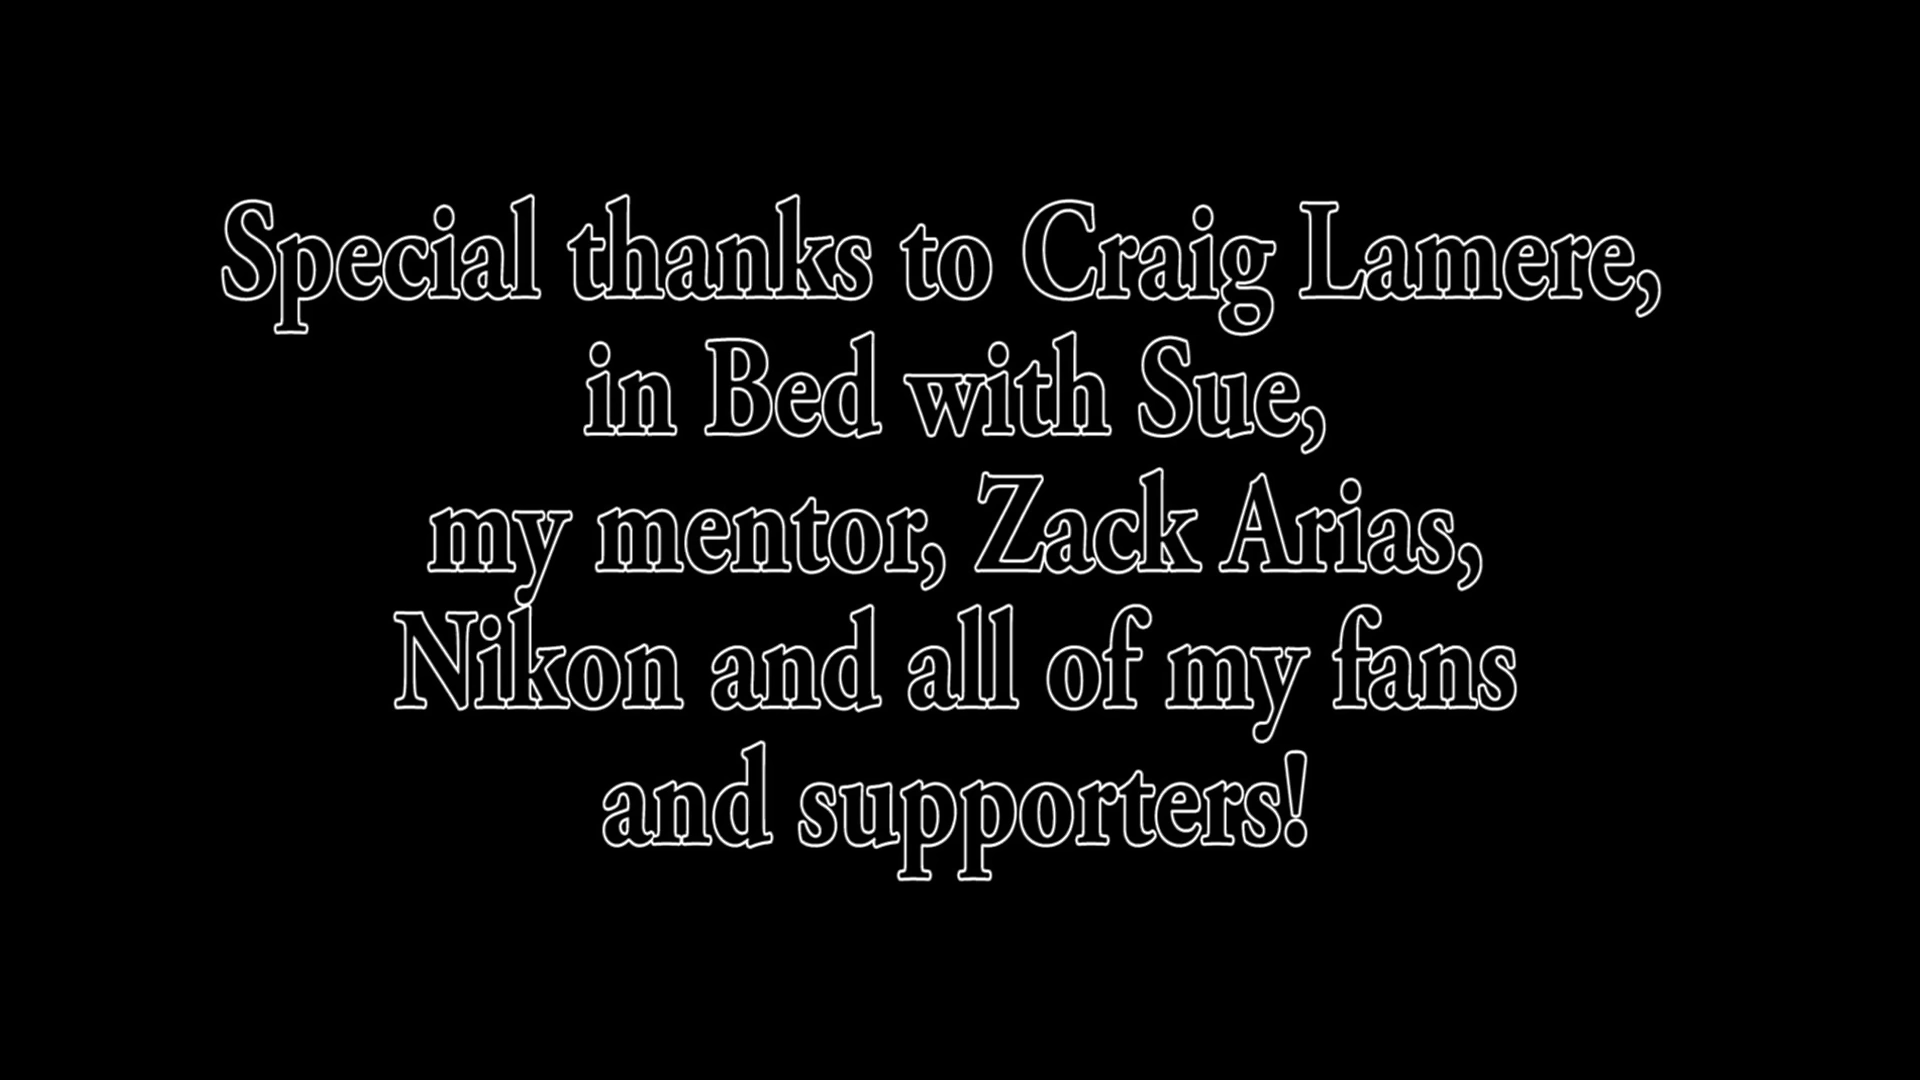 Special thanks to Craig Lamere,
in Bed with Sue,
my mentor, Zack Arias,
Nikon and all of my fans
and supporters!